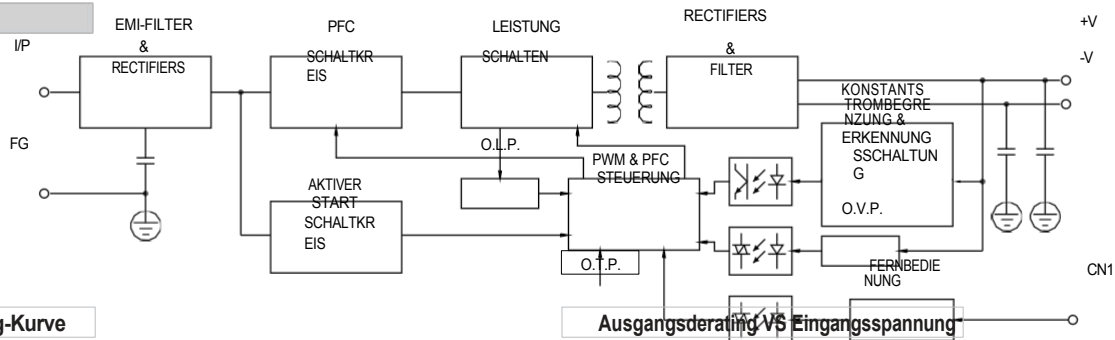 EMI-FILTER
&
RECTIFIERS
PFC
SCHALTKR
EIS
LEISTUNG
SCHALTEN
RECTIFIERS
&
FILTER
+V
-V
I/P
FG
KONSTANTS
TROMBEGRE
NZUNG &
ERKENNUNG
SSCHALTUN
G
O.V.P.
O.L.P.
PWM & PFC
STEUERUNG
AKTIVER
START
SCHALTKR
EIS
O.T.P.
FERNBEDIE
NUNG
CN1
g-Kurve
Ausgangsderating VS Eingangsspannung